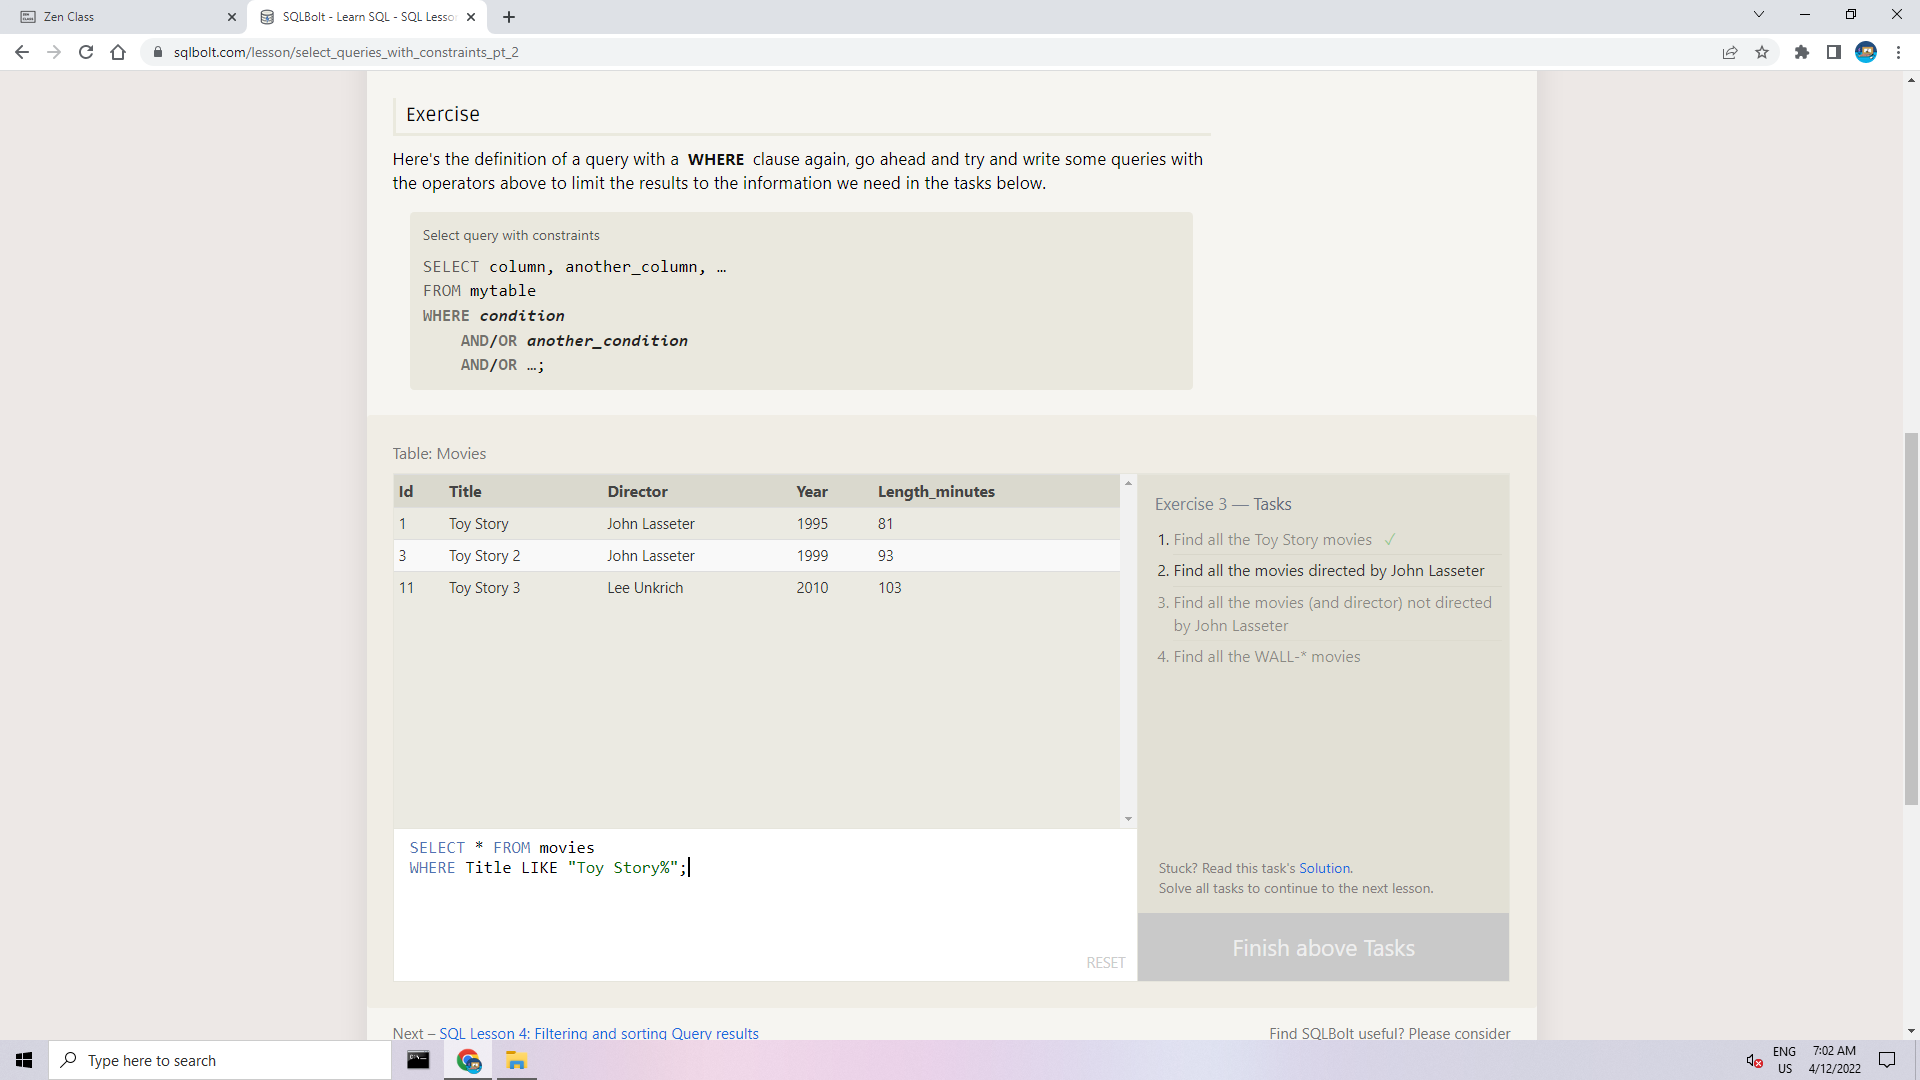 Zen Class
SQLBolt - Learn SQL - SQL Lesso
sqlbolt.com/lesson/select_queries_with_constraints_pt_2
Exercise
Here's the definition of a query with a WHERE clause again, go ahead and try and write some queries with
the operators above to limit the results to the information we need in the tasks below.
Select query with constraints
SELECT column, another_column, …
FROM mytable
WHERE condition
AND/OR another_condition
AND/OR …;
Table: Movies
Id Title Director Year Length_minutes
1 Toy Story John Lasseter 1995 81
3 Toy Story 2 John Lasseter 1999 93
11 Toy Story 3 Lee Unkrich 2010 103
Exercise 3 — Tasks
1. Find all the Toy Story movies ✓
2. Find all the movies directed by John Lasseter
3. Find all the movies (and director) not directed
by John Lasseter
4. Find all the WALL-* movies
SELECT * FROM movies
WHERE Title LIKE "Toy Story%";
RESET
Stuck? Read this task's Solution.
Solve all tasks to continue to the next lesson.
Finish above Tasks
Next – SQL Lesson 4: Filtering and sorting Query results
Find SQLBolt useful? Please consider
Type here to search
ENG
US
7:02 AM
4/12/2022